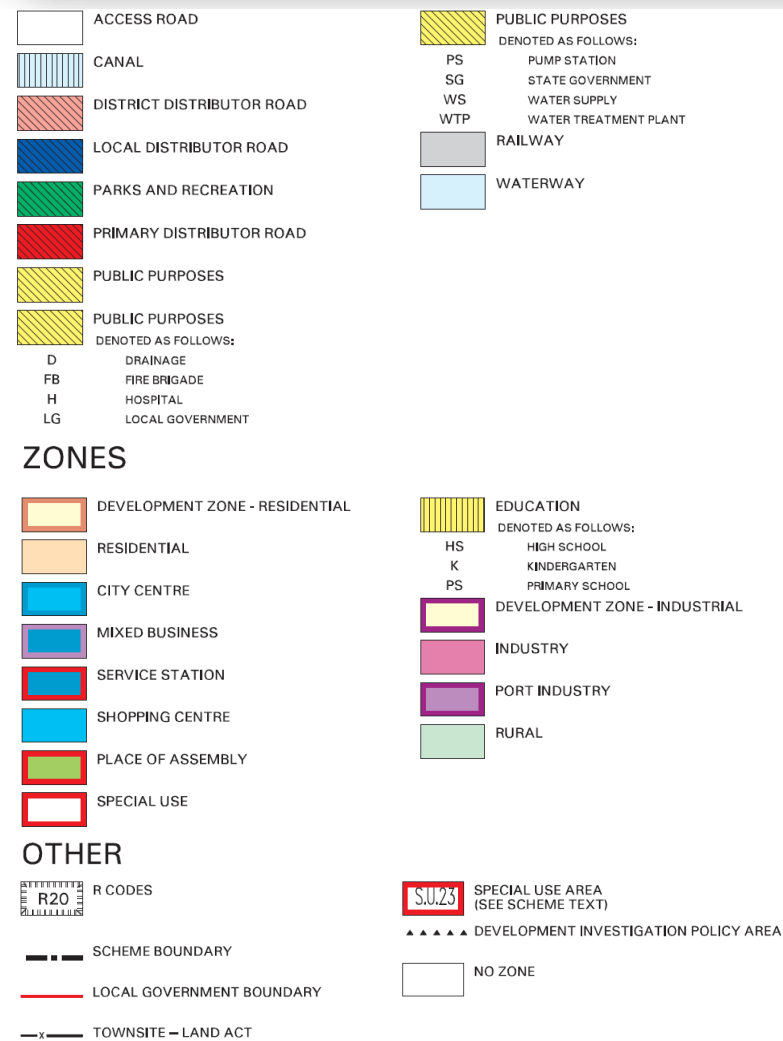 ACCESS ROAD
CANAL
DISTRICT DISTRIBUTOR ROAD
LOCAL DISTRIBUTOR ROAD
PARKS AND RECREATION
PRIMARY DISTRIBUTOR ROAD
PUBLIC PURPOSES
PUBLIC PURPOSES
DENOTED AS FOLLOWS:
D DRAINAGE
FB FIRE BRIGADE
H HOSPITAL
LG LOCAL GOVERNMENT
PUBLIC PURPOSES
DENOTED AS FOLLOWS:
PS PUMP STATION
SG STATE GOVERNMENT
WS WATER SUPPLY
WTP WATER TREATMENT PLANT
RAILWAY
WATERWAY
ZONES
DEVELOPMENT ZONE - RESIDENTIAL
RESIDENTIAL
CITY CENTRE
MIXED BUSINESS
SERVICE STATION
SHOPPING CENTRE
PLACE OF ASSEMBLY
SPECIAL USE
EDUCATION
DENOTED AS FOLLOWS:
HS HIGH SCHOOL
K KINDERGARTEN
PS PRIMARY SCHOOL
DEVELOPMENT ZONE - INDUSTRIAL
INDUSTRY
PORT INDUSTRY
RURAL
OTHER
R20 R CODES
SCHEME BOUNDARY
LOCAL GOVERNMENT BOUNDARY
x TOWNSITE – LAND ACT
S.U.23 SPECIAL USE AREA
(SEE SCHEME TEXT)
DEVELOPMENT INVESTIGATION POLICY AREA
NO ZONE